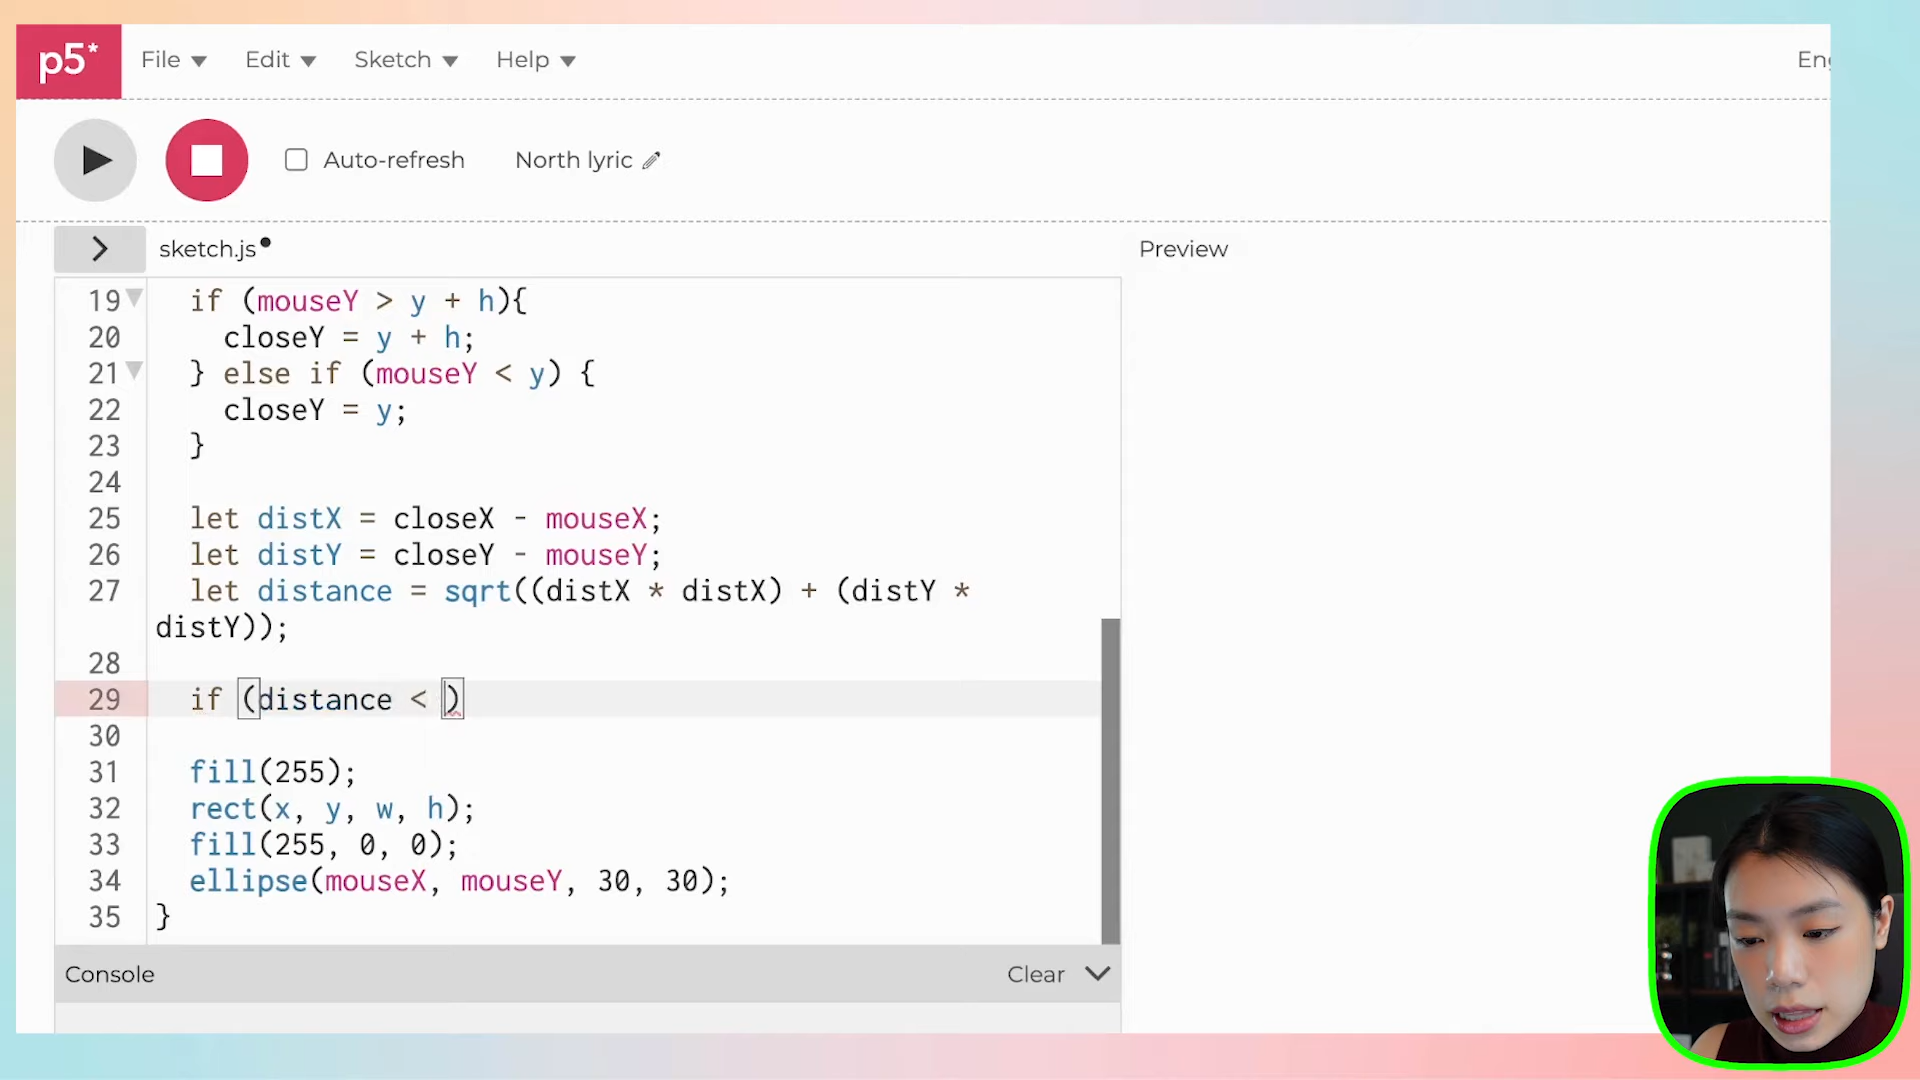 p5* File Edit Sketch Help
Auto-refresh North lyric
sketch.js Preview
19 if (mouseY > y + h){
20 closeY = y + h;
21 } else if (mouseY < y) {
22 closeY = y;
23 }
24
25 let distX = closeX - mouseX;
26 let distY = closeY - mouseY;
27 let distance = sqrt((distX * distX) + (distY *
distY));
28
29 if (distance < )
30
31 fill(255);
32 rect(x, y, w, h);
33 fill(255, 0, 0);
34 ellipse(mouseX, mouseY, 30, 30);
35 }
Console Clear